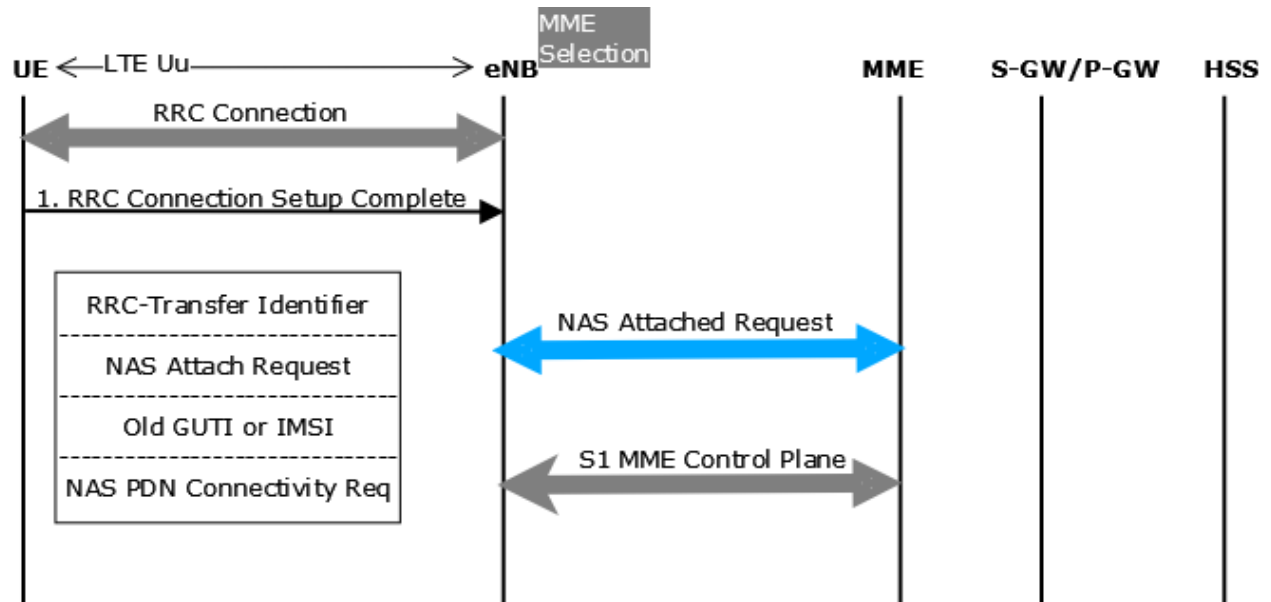 MME
Selection
UE
LTE Uu
eNB
MME
S-GW/P-GW
HSS
RRC Connection
1. RRC Connection Setup Complete
RRC-Transfer Identifier
NAS Attached Request
NAS Attach Request
Old GUTI or IMSI
S1 MME Control Plane
NAS PDN Connectivity Req